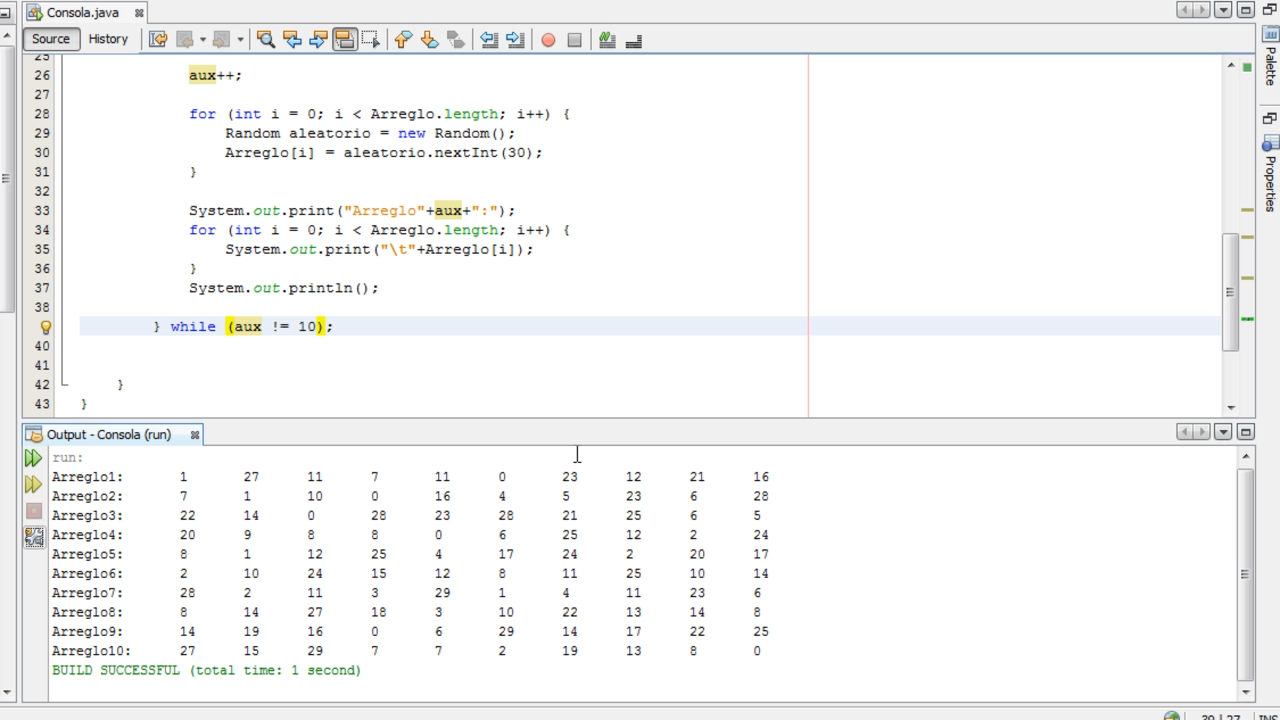 Consola.java
Source History
25
26 aux++;
27
28 for (int i = 0; i < Arreglo.length; i++) {
29 Random aleatorio = new Random();
30 Arreglo[i] = aleatorio.nextInt(30);
31 }
32
33 System.out.print("Arreglo"+aux+":");
34 for (int i = 0; i < Arreglo.length; i++) {
35 System.out.print("\t"+Arreglo[i]);
36 }
37 System.out.println();
38
} while (aux != 10);
40
41
42 }
43 }
Palette
Properties
Output - Consola (run)
run:
Arreglo1: 1 27 11 7 11 0 23 12 21 16
Arreglo2: 7 1 10 0 16 4 5 23 6 28
Arreglo3: 22 14 0 28 23 28 21 25 6 5
Arreglo4: 20 9 8 8 0 6 25 12 2 24
Arreglo5: 8 1 12 25 4 17 24 2 20 17
Arreglo6: 2 10 24 15 12 8 11 25 10 14
Arreglo7: 28 2 11 3 29 1 4 11 23 6
Arreglo8: 8 14 27 18 3 10 22 13 14 8
Arreglo9: 14 19 16 0 6 29 14 17 22 25
Arreglo10: 27 15 29 7 7 2 19 13 8 0
BUILD SUCCESSFUL (total time: 1 second)
39 | 27 INS